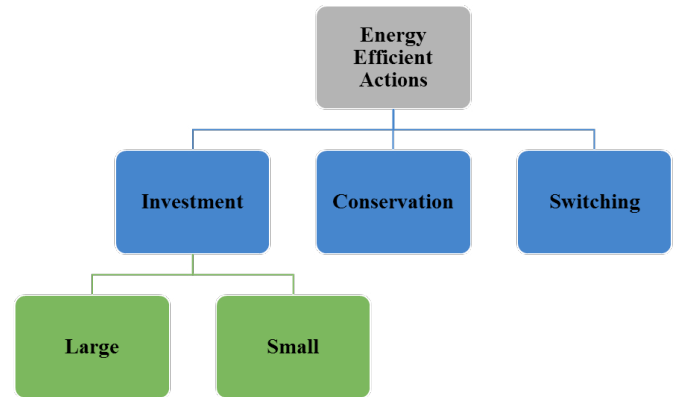 Energy
Efficient
Actions
Investment
Conservation
Switching
Large
Small